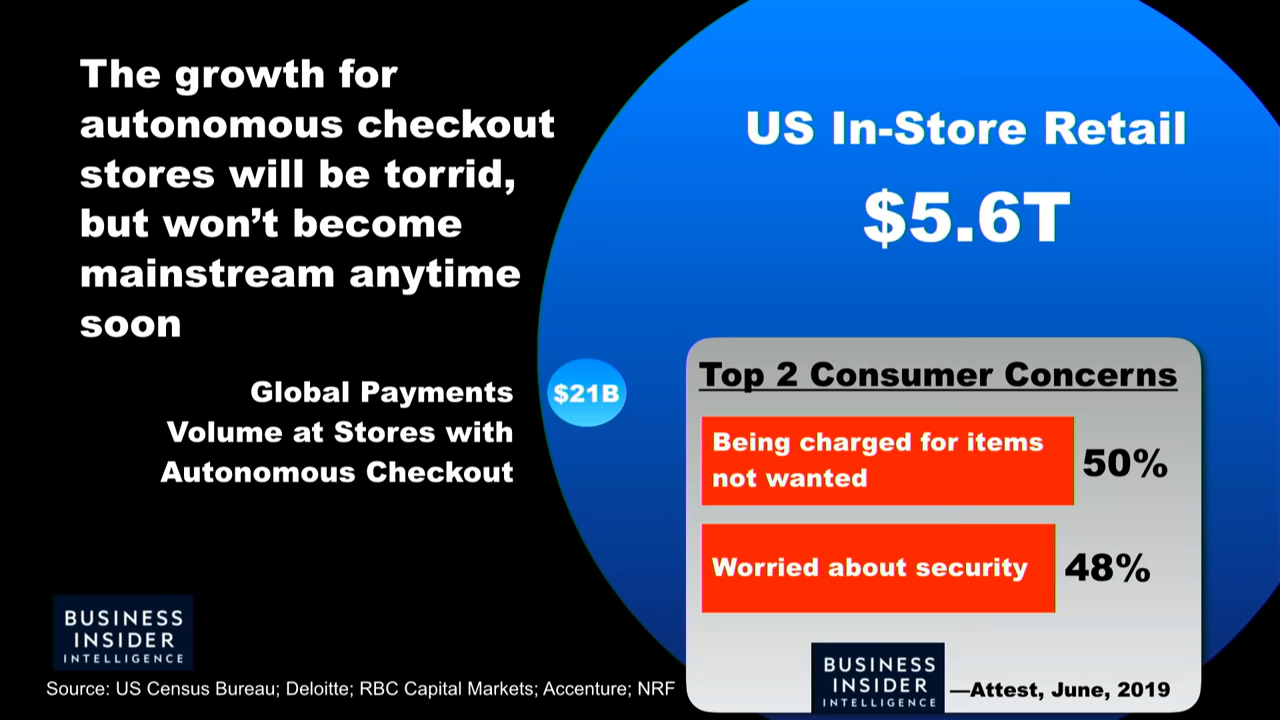 The growth for
autonomous checkout
stores will be torrid,
but won’t become
mainstream anytime
soon
Global Payments
Volume at Stores with
Autonomous Checkout
$21B
US In-Store Retail
$5.6T
Top 2 Consumer Concerns
Being charged for items
not wanted
50%
Worried about security
48%
BUSINESS
INSIDER
INTELLIGENCE
—Attest, June, 2019
BUSINESS
INSIDER
INTELLIGENCE
Source: US Census Bureau; Deloitte; RBC Capital Markets; Accenture; NRF